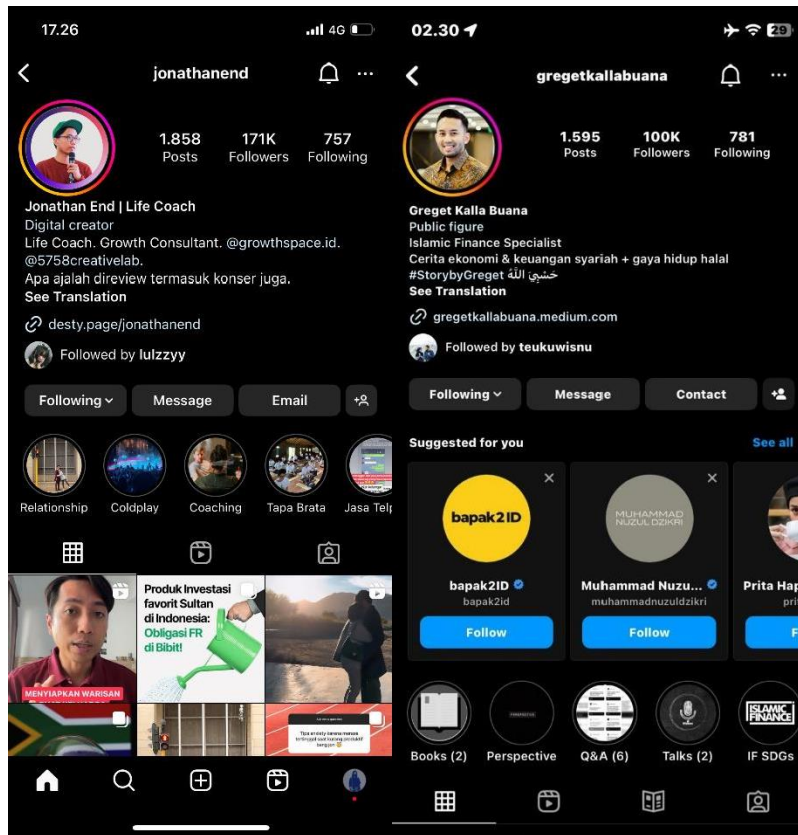 17.26
4G
jonathanend
1.858
171K
757
Posts
Followers
Following
Jonathan End | Life Coach
Digital creator
Life Coach. Growth Consultant. @growthspace.id.
@5758creativelab.
Apa ajalah direview termasuk konser juga.
See Translation
desty.page/jonathanend
Followed by lulzzyy
Following
Message
Email
Relationship
Coldplay
Coaching
Tapa Brata
Jasa Telp
Produk Investasi
favorit Sultan
di Indonesia:
Obligasi FR
di Bibit!
MENYIAPKAN WARISAN
02.30
29
gregetkallabuana
1.595
100K
781
Posts
Followers
Following
Greget Kalla Buana
Public figure
Islamic Finance Specialist
Cerita ekonomi & keuangan syariah + gaya hidup halal
#StorybyGreget حَسْبِيَ اللَّهُ
See Translation
gregetkallabuana.medium.com
Followed by teukuwisnu
Following
Message
Contact
Suggested for you
See all
bapak2ID
MUHAMMAD
NUZUL DZIKRI
bapak2ID
bapak2id
Follow
Muhammad Nuzu...
muhammadnuzuldzikri
Follow
Prita Hap
pri
F
PERSPECTIVE
ISLAMIC
FINANCE
Books (2)
Perspective
Q&A (6)
Talks (2)
IF SDGs